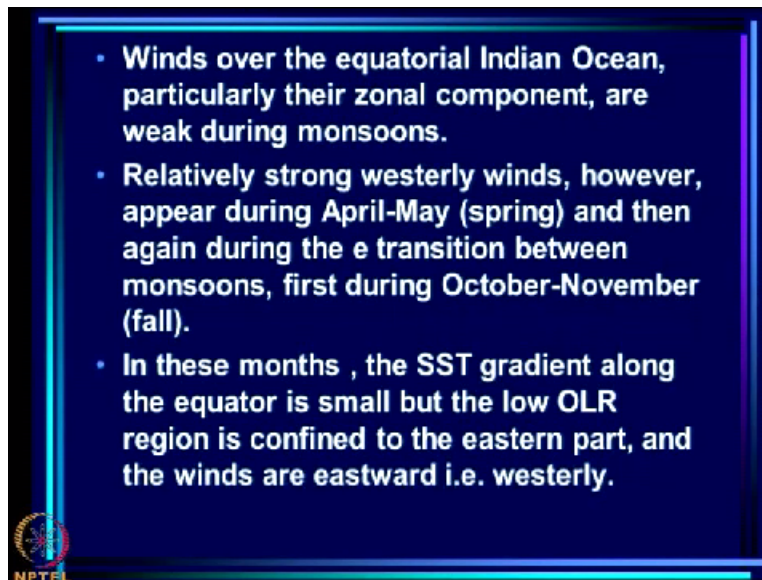 • Winds over the equatorial Indian Ocean,
particularly their zonal component, are
weak during monsoons.
• Relatively strong westerly winds, however,
appear during April-May (spring) and then
again during the e transition between
monsoons, first during October-November
(fall).
• In these months , the SST gradient along
the equator is small but the low OLR
region is confined to the eastern part, and
the winds are eastward i.e. westerly.
NPTEL